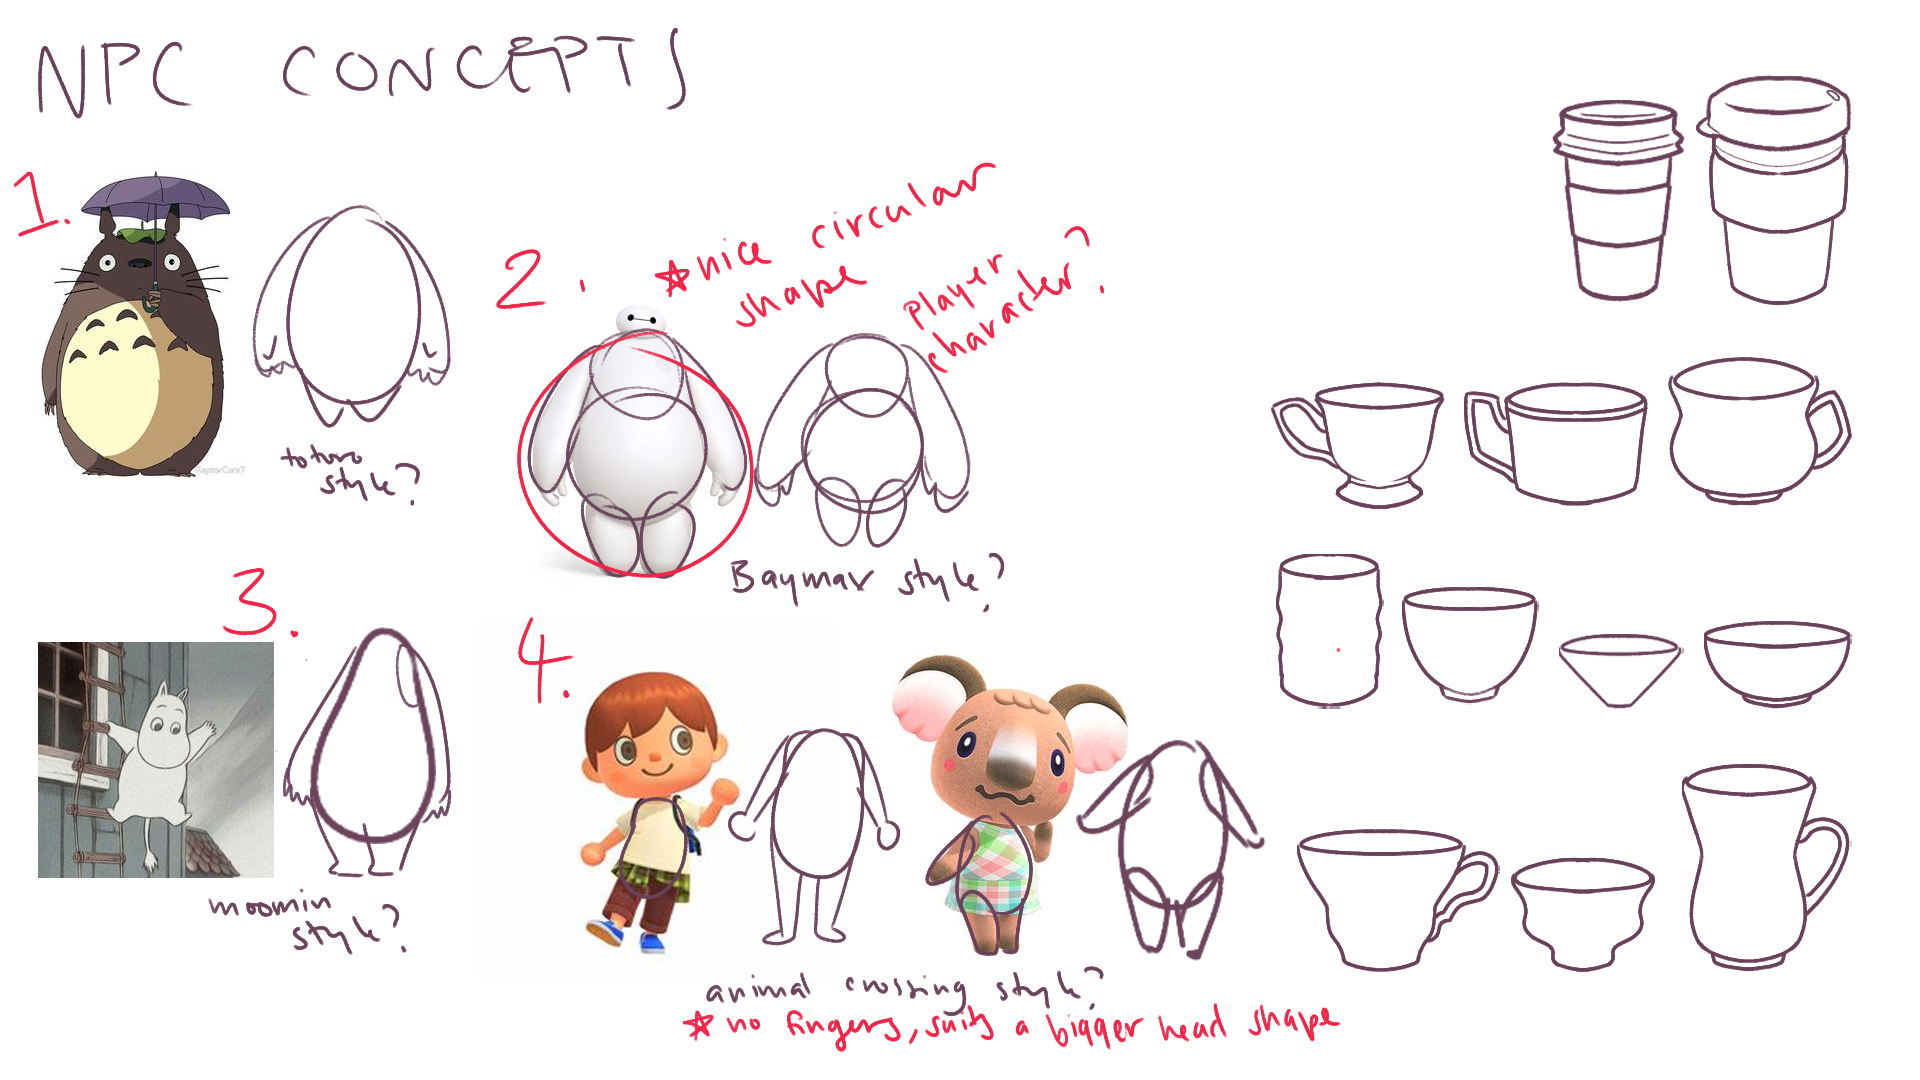 NPC CONCEPTS
1.
RaptorCore7
totoro
style?
2.
*nice circular
shape
player
character?
Baymax style?
3.
moomin
style?
4.
animal crossing style?
* no fingers, suits a bigger head shape